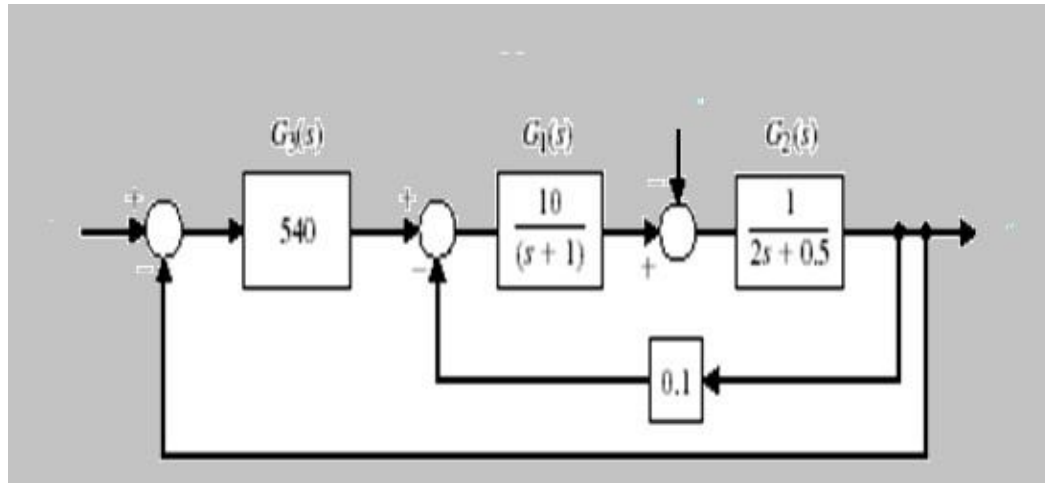 G3(s) G1(s) G2(s)
+ + − 10 1
540
(s + 1) 2s + 0.5
− − +
0.1